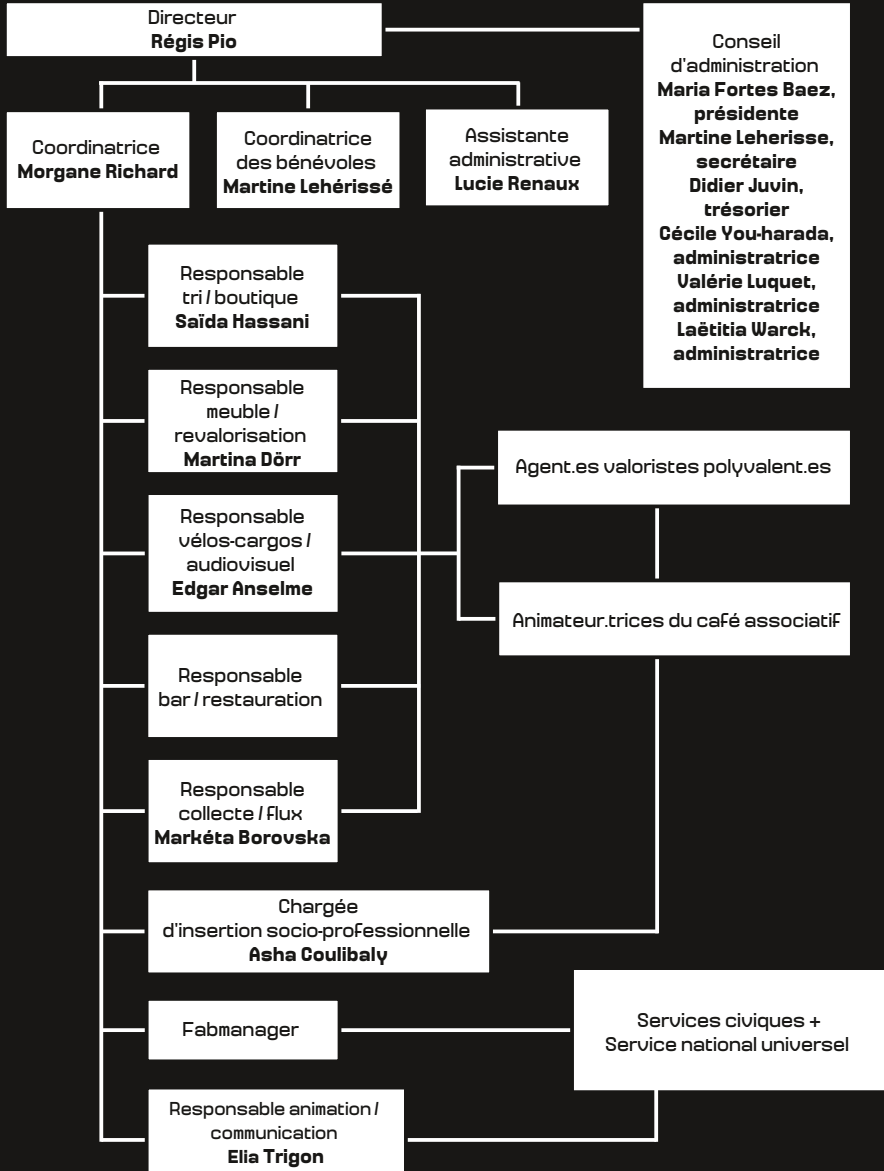 Directeur
Régis Pio
Conseil
d'administration
Maria Fortes Baez,
présidente
Martine Leherisse,
secrétaire
Didier Juvin,
trésorier
Cécile You-harada,
administratrice
Valérie Luquet,
administratrice
Laëtitia Warck,
administratrice
Coordinatrice
Morgane Richard
Coordinatrice
des bénévoles
Martine Lehérissé
Assistante
administrative
Lucie Renaux
Responsable
tri / boutique
Saïda Hassani
Responsable
meuble /
revalorisation
Martina Dörr
Responsable
vélos-cargos /
audiovisuel
Edgar Anselme
Responsable
bar / restauration
Responsable
collecte / flux
Markéta Borovska
Agent.es valoristes polyvalent.es
Animateur.trices du café associatif
Chargée
d'insertion socio-professionnelle
Asha Coulibaly
Fabmanager
Services civiques +
Service national universel
Responsable animation /
communication
Elia Trigon